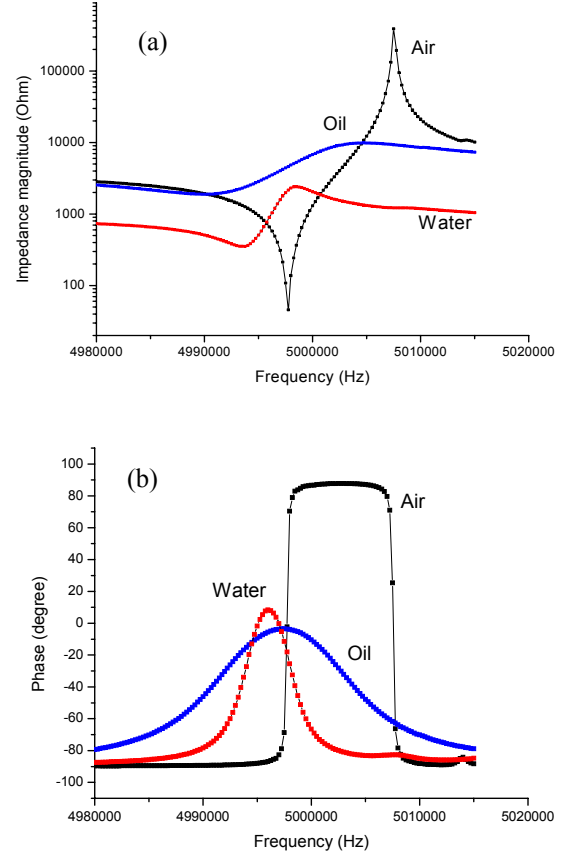 (a)
Impedance magnitude (Ohm)
100000
10000
1000
100
Air
Oil
Water
4980000 4990000 5000000 5010000 5020000
Frequency (Hz)
(b)
Phase (degree)
100
80
60
40
20
0
-20
-40
-60
-80
-100
Air
Water
Oil
4980000 4990000 5000000 5010000 5020000
Frequency (Hz)